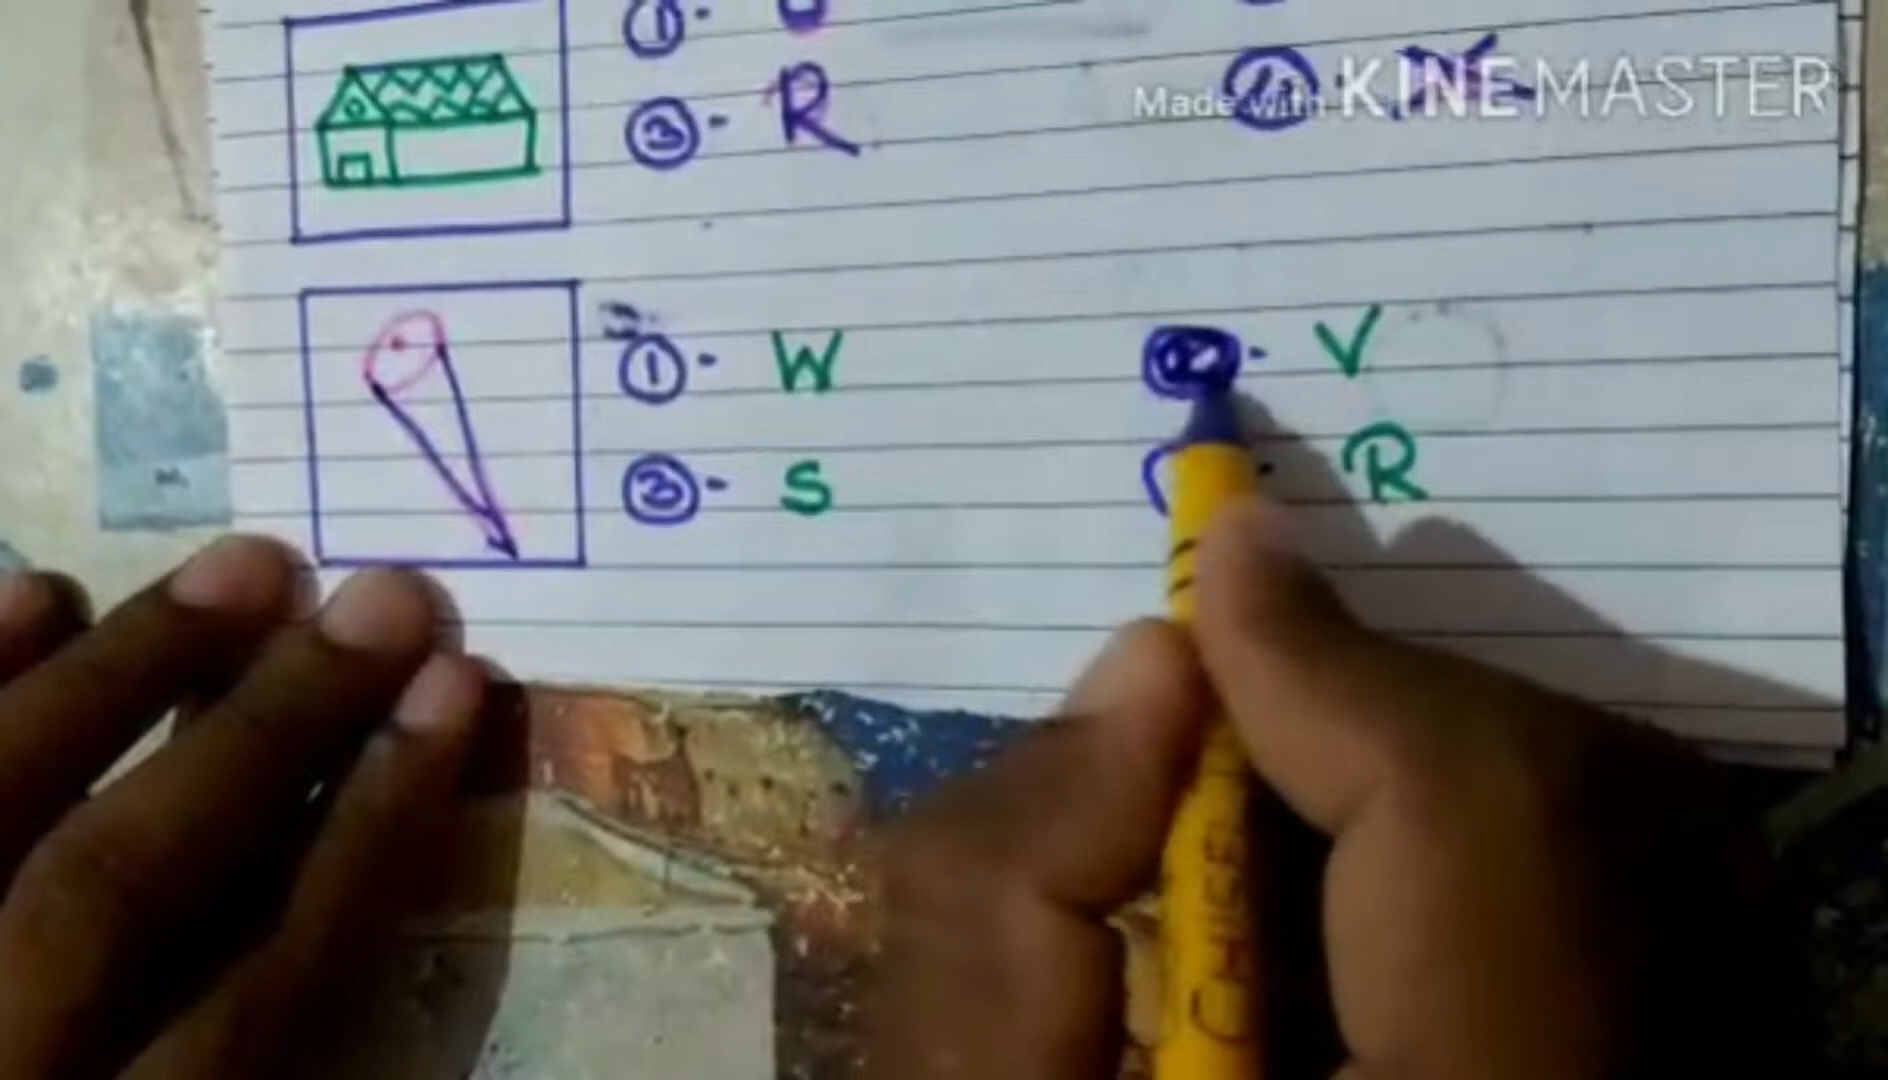 ③ - R
Made with KINEMASTER
① - W ② - V
③ - S - R